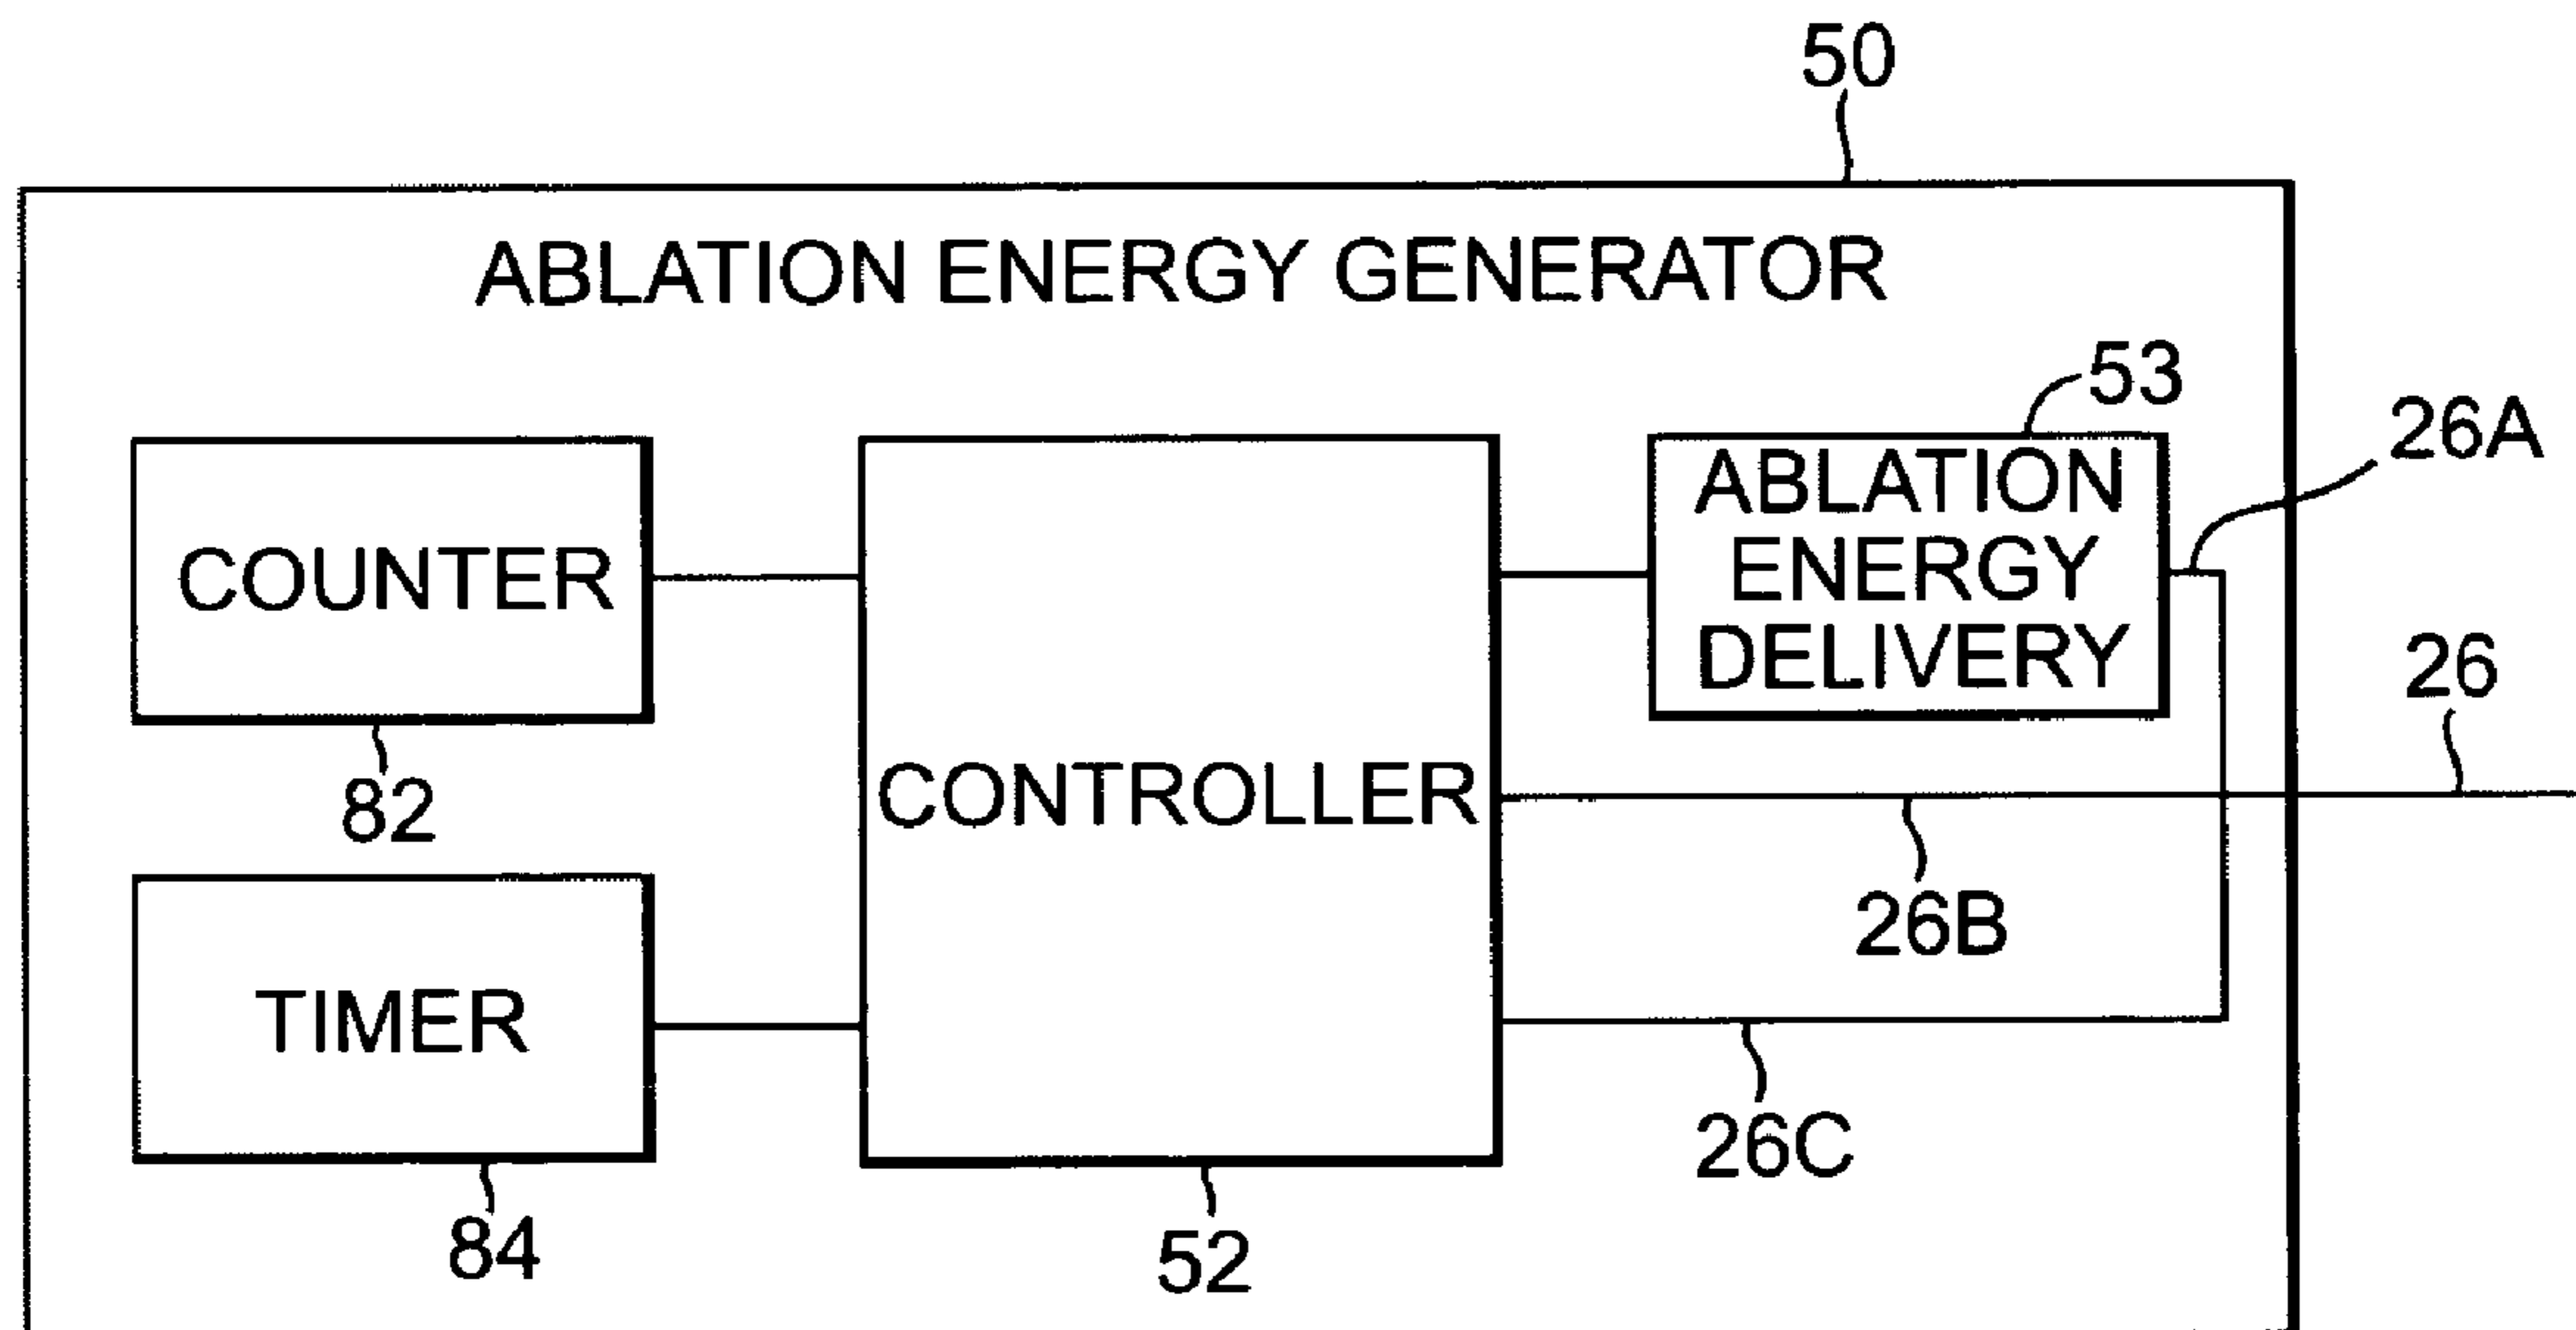 50
ABLATION ENERGY GENERATOR
53
26A
ABLATION
ENERGY
DELIVERY
COUNTER
26
82
CONTROLLER
26B
TIMER
26C
84
52